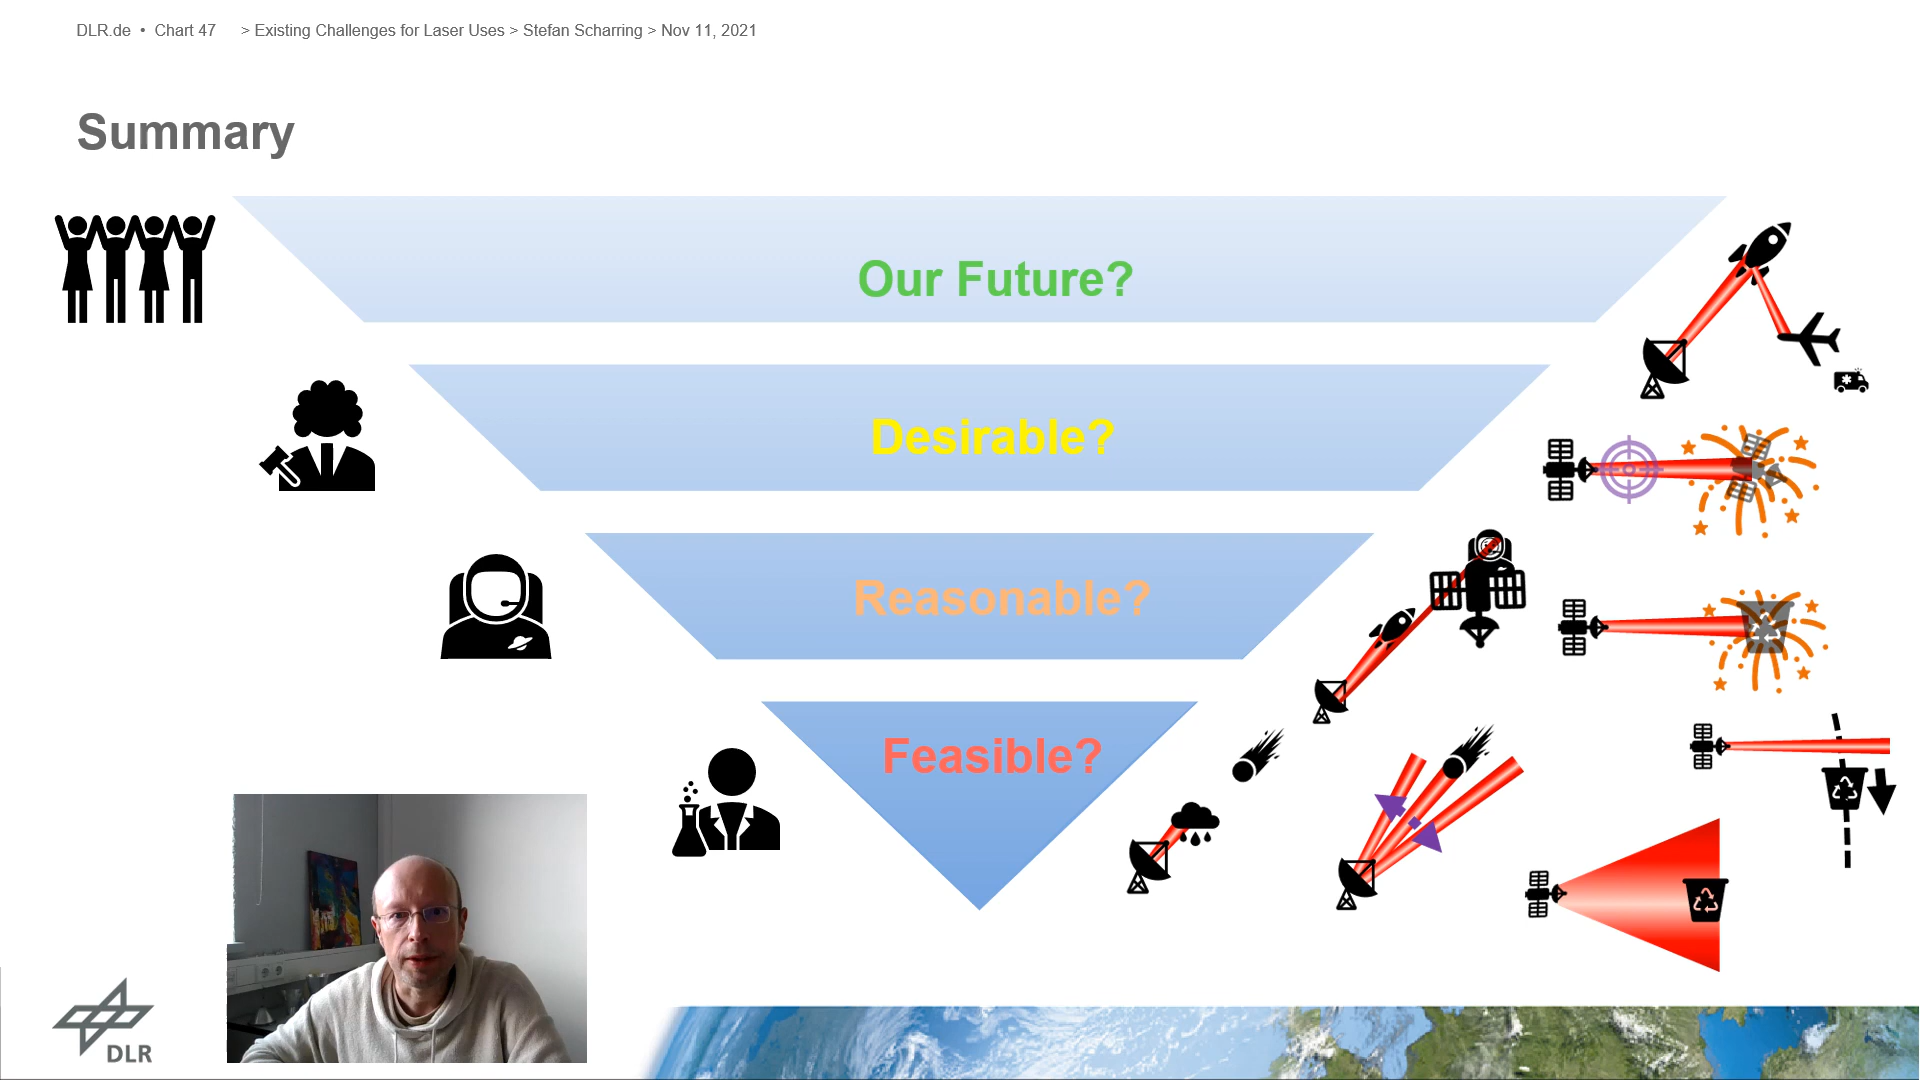 DLR.de • Chart 47 > Existing Challenges for Laser Uses > Stefan Scharring > Nov 11, 2021
Summary
Our Future?
Desirable?
Reasonable?
Feasible?
DLR